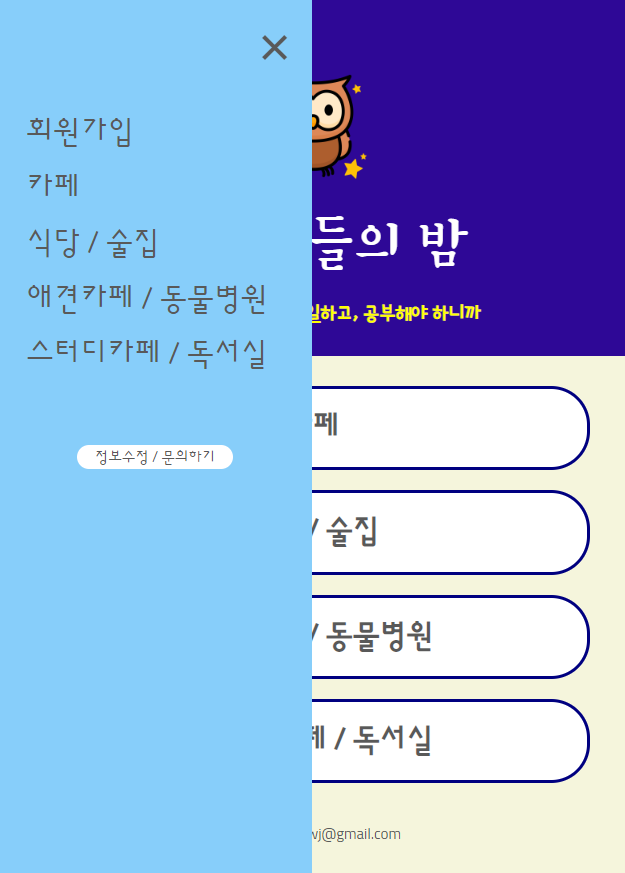 회원가입
카페
식당 / 술집
애견카페 / 동물병원
스터디카페 / 독서실
정보수정 / 문의하기
들의 밤
일하고, 공부해야 하니까
페
/ 술집
/ 동물병원
페 / 독서실
vj@gmail.com